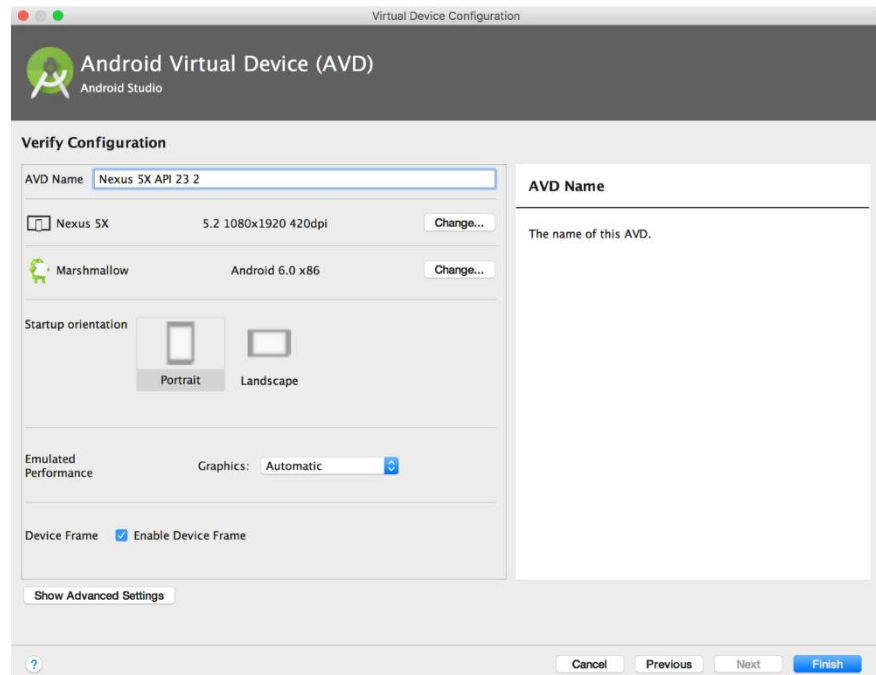 Virtual Device Configuration
Android Virtual Device (AVD)
Android Studio
Verify Configuration
AVD Name Nexus 5X API 23 2
Nexus 5X 5.2 1080x1920 420dpi Change...
Marshmallow Android 6.0 x86 Change...
Startup orientation
Portrait Landscape
Emulated
Performance
Graphics: Automatic
Device Frame Enable Device Frame
Show Advanced Settings
AVD Name
The name of this AVD.
? Cancel Previous Next Finish